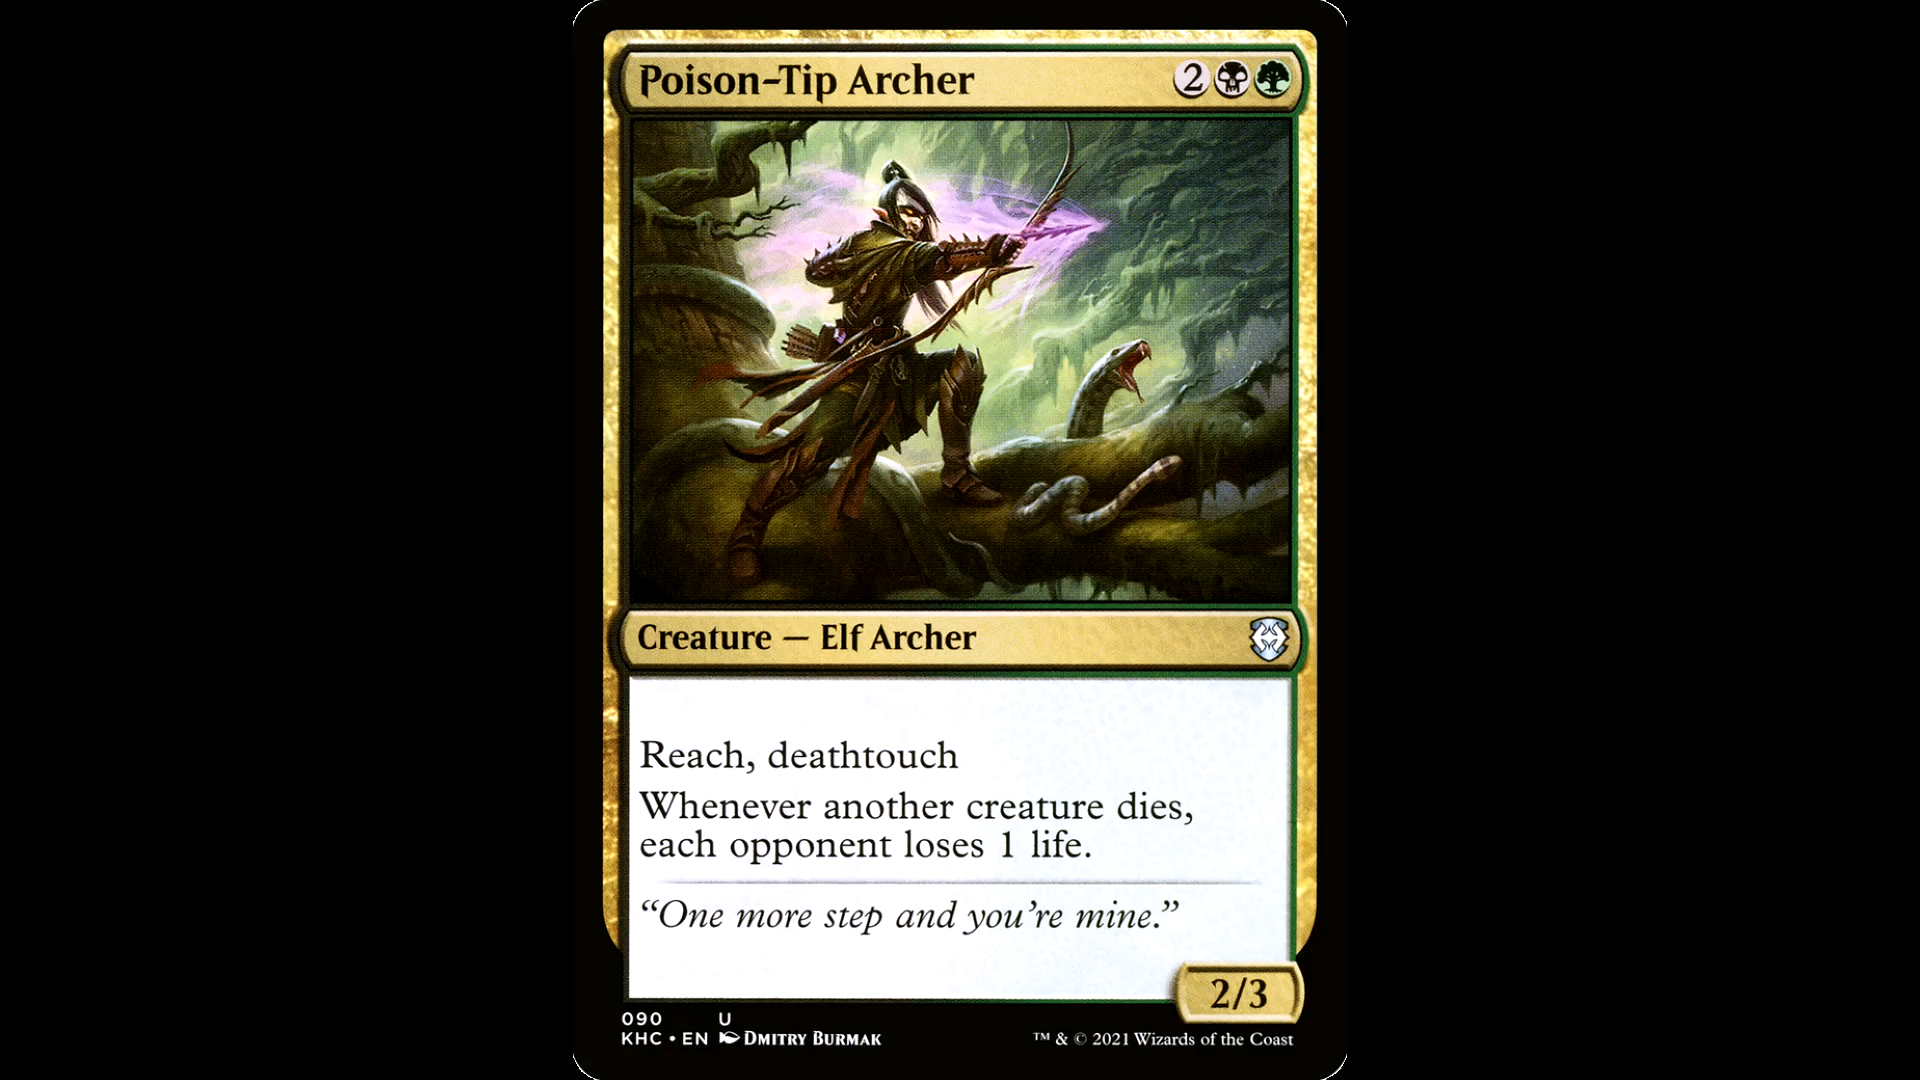 Poison-Tip Archer 2
Creature — Elf Archer
Reach, deathtouch
Whenever another creature dies,
each opponent loses 1 life.
“One more step and you’re mine.”
2/3
090 U
KHC • EN DMITRY BURMAK
™ & © 2021 Wizards of the Coast